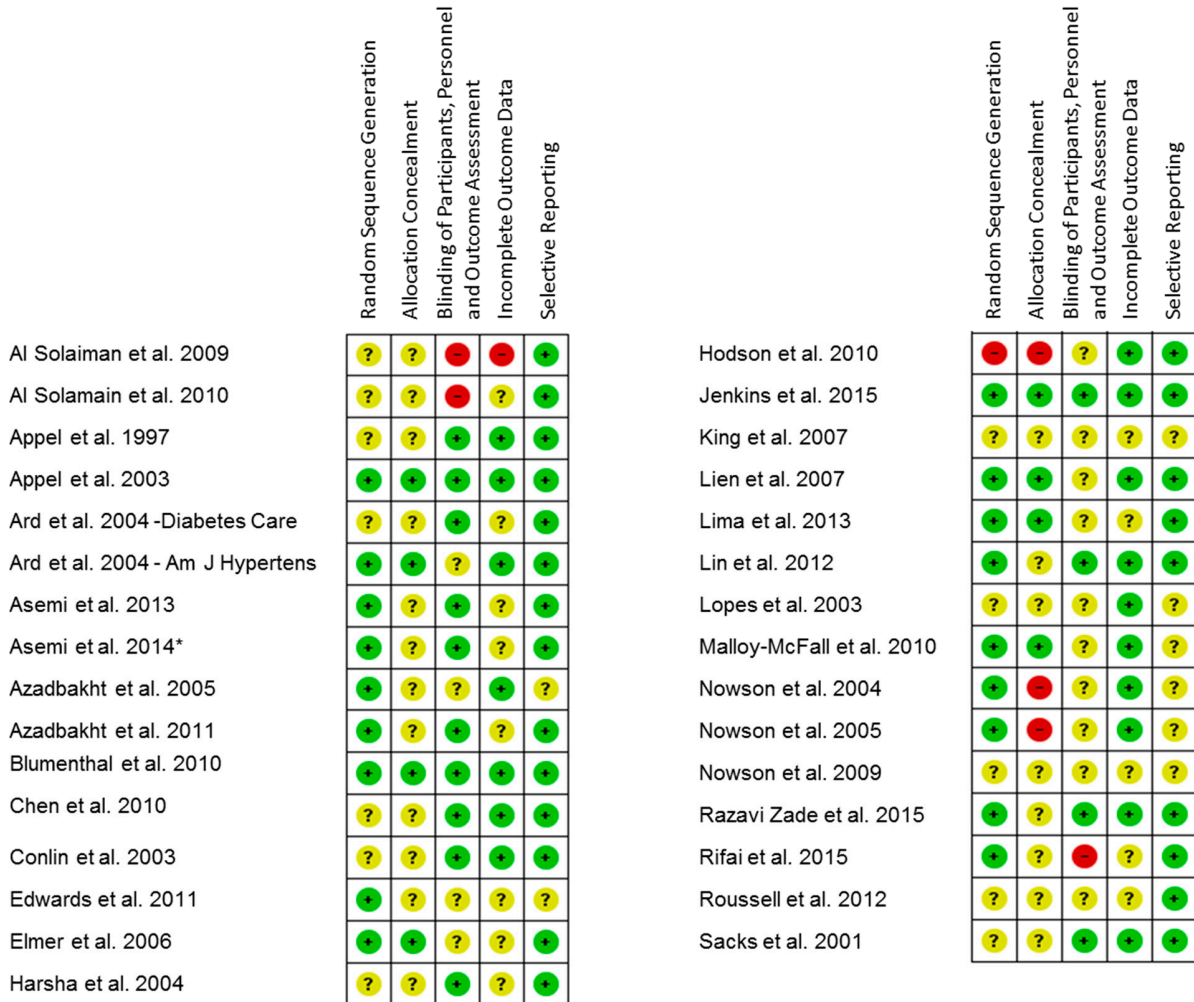 Random Sequence Generation
Allocation Concealment
Blinding of Participants, Personnel
and Outcome Assessment
Incomplete Outcome Data
Selective Reporting
Al Solaiman et al. 2009 ? ? - - +
Al Solamain et al. 2010 ? ? - ? +
Appel et al. 1997 ? ? + + +
Appel et al. 2003 + + + + +
Ard et al. 2004 -Diabetes Care ? ? + ? +
Ard et al. 2004 - Am J Hypertens + + ? + +
Asemi et al. 2013 + ? + ? +
Asemi et al. 2014* + ? + ? +
Azadbakht et al. 2005 + ? ? + ?
Azadbakht et al. 2011 + ? + ? +
Blumenthal et al. 2010 + + + + +
Chen et al. 2010 ? ? + + +
Conlin et al. 2003 ? ? + + +
Edwards et al. 2011 + ? ? ? ?
Elmer et al. 2006 + + ? ? +
Harsha et al. 2004 ? ? + ? +
Random Sequence Generation
Allocation Concealment
Blinding of Participants, Personnel
and Outcome Assessment
Incomplete Outcome Data
Selective Reporting
Hodson et al. 2010 - - ? + +
Jenkins et al. 2015 + + + + +
King et al. 2007 ? ? ? ? ?
Lien et al. 2007 + + ? + +
Lima et al. 2013 + + ? ? +
Lin et al. 2012 + ? + + +
Lopes et al. 2003 ? ? ? + ?
Malloy-McFall et al. 2010 + + ? + ?
Nowson et al. 2004 + - ? + ?
Nowson et al. 2005 + - ? + ?
Nowson et al. 2009 ? ? ? ? ?
Razavi Zade et al. 2015 + ? + + +
Rifai et al. 2015 + ? - ? +
Roussell et al. 2012 ? ? ? ? +
Sacks et al. 2001 ? ? + + +